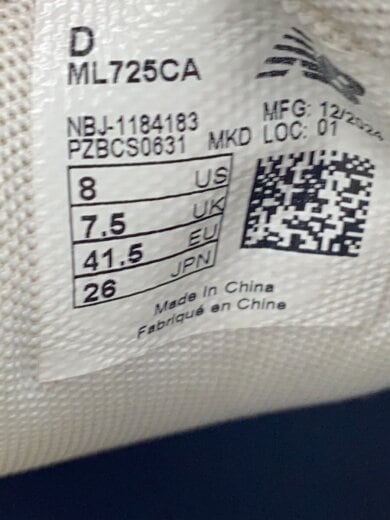 D
ML725CA
NBJ-1184183 MFG: 12/2024
PZBCS0631 MKD LOC: 01
8 US
7.5 UK
41.5 EU
26 JPN
Made in China
Fabriqué en Chine